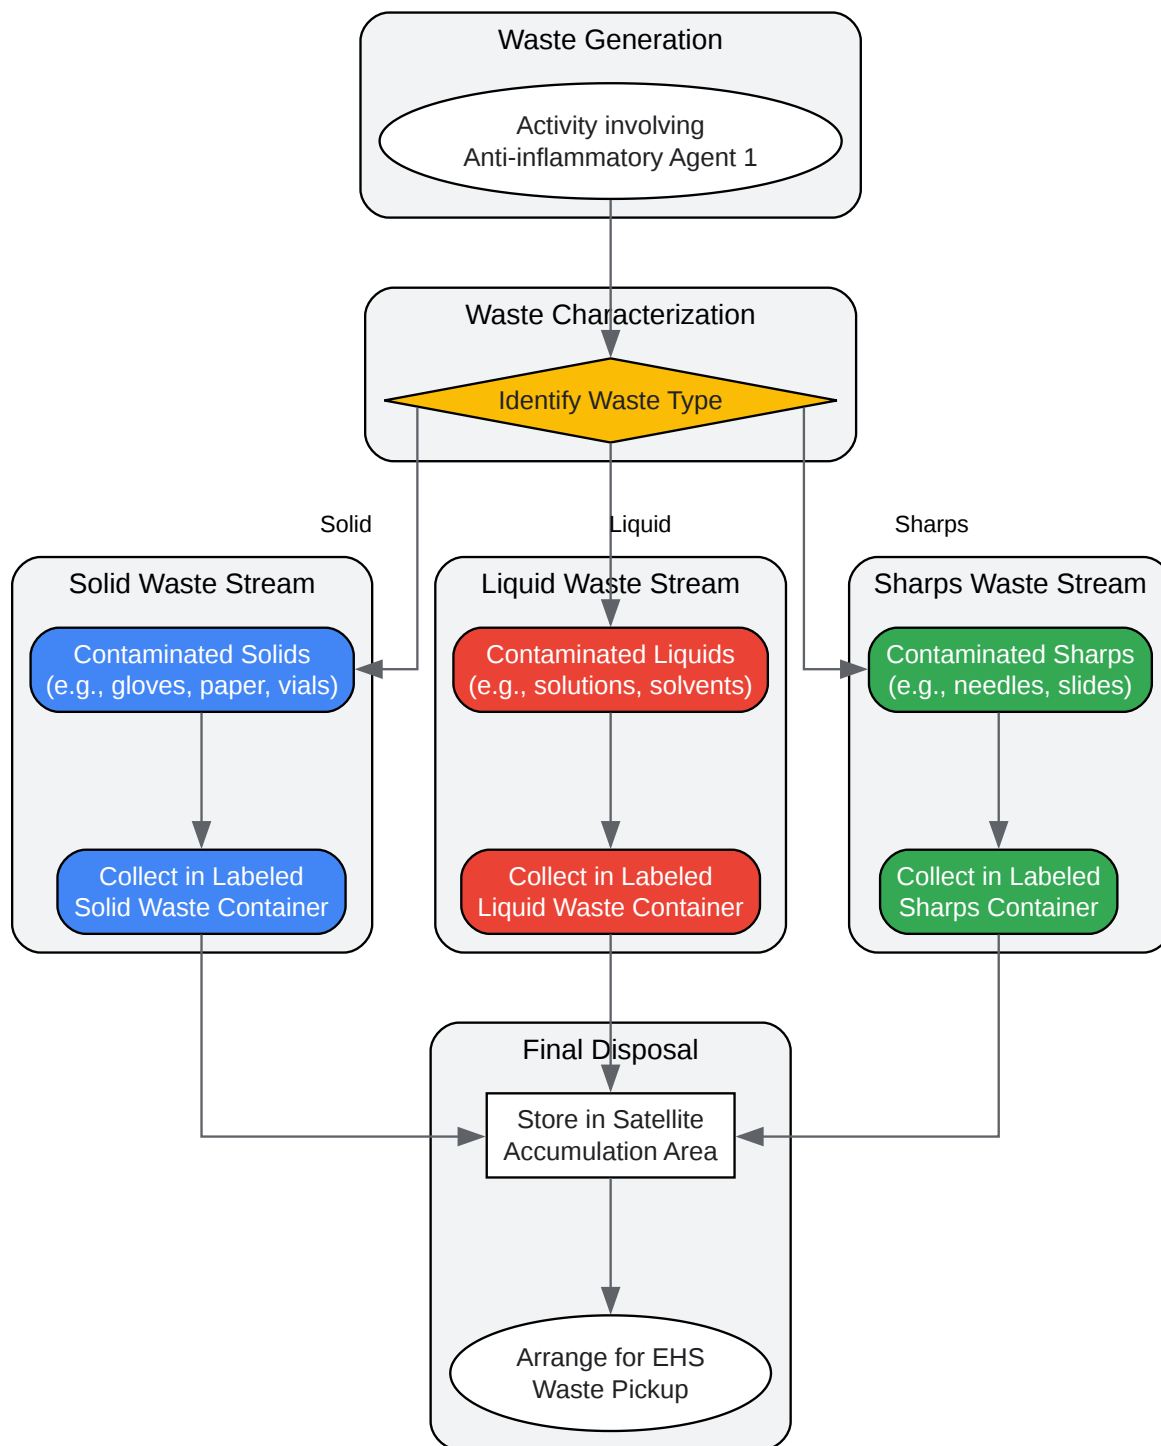 Waste Generation
Activity involving
Anti-inflammatory Agent 1
Waste Characterization
Identify Waste Type
Solid
Liquid
Sharps
Solid Waste Stream
Contaminated Solids
(e.g., gloves, paper, vials)
Collect in Labeled
Solid Waste Container
Liquid Waste Stream
Contaminated Liquids
(e.g., solutions, solvents)
Collect in Labeled
Liquid Waste Container
Sharps Waste Stream
Contaminated Sharps
(e.g., needles, slides)
Collect in Labeled
Sharps Container
Final Disposal
Store in Satellite
Accumulation Area
Arrange for EHS
Waste Pickup